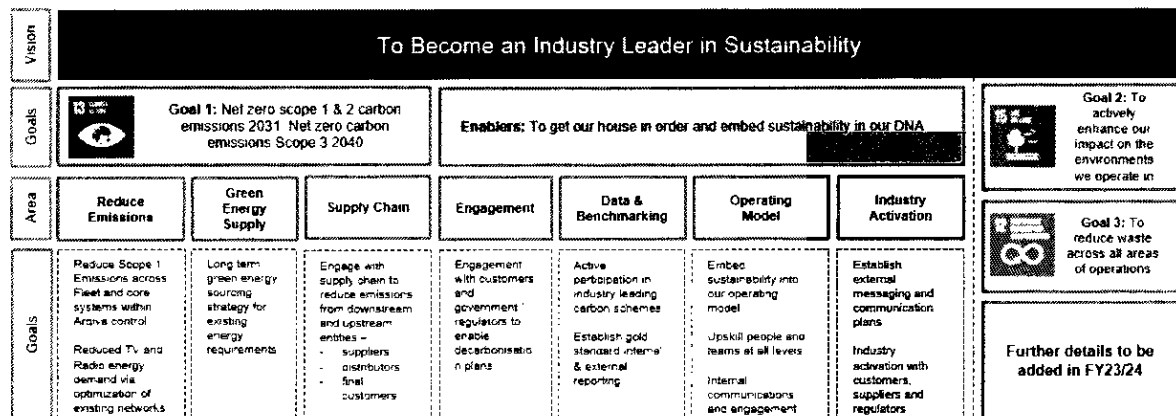 Vision
To Become an Industry Leader in Sustainability
Goals
13
Goal 1: Net zero scope 1 & 2 carbon
emissions 2031 Net zero carbon
emissions Scope 3 2040
Enablers: To get our house in order and embed sustainability in our DNA
15
Goal 2: To
actively
enhance our
impact on the
environments
we operate in
Area
Reduce
Emissions
Green
Energy
Supply
Supply Chain
Engagement
Data &
Benchmarking
Operating
Model
Industry
Activation
12
Goal 3: To
reduce waste
across all areas
of operations
Goals
Reduce Scope 1
Emissions across
Fleet and core
systems within
Arqiva control
Reduced TV and
Radio energy
demand via
optimization of
existing networks
Long term
green energy
sourcing
strategy for
existing
energy
requirements
Engage with
supply chain to
reduce emissions
from downstream
and upstream
entities –
- suppliers
- distributors
- final
customers
Engagement
with customers
and
government
regulators to
enable
decarbonisatio
n plans
Active
participation in
industry leading
carbon schemes
Establish gold
standard internal
& external
reporting
Embed
sustainability into
our operating
model
Upskill people and
teams at all levels
Internal
communications
and engagement
Establish
external
messaging and
communication
plans
Industry
activation with
customers,
suppliers and
regulators
Further details to be
added in FY23/24